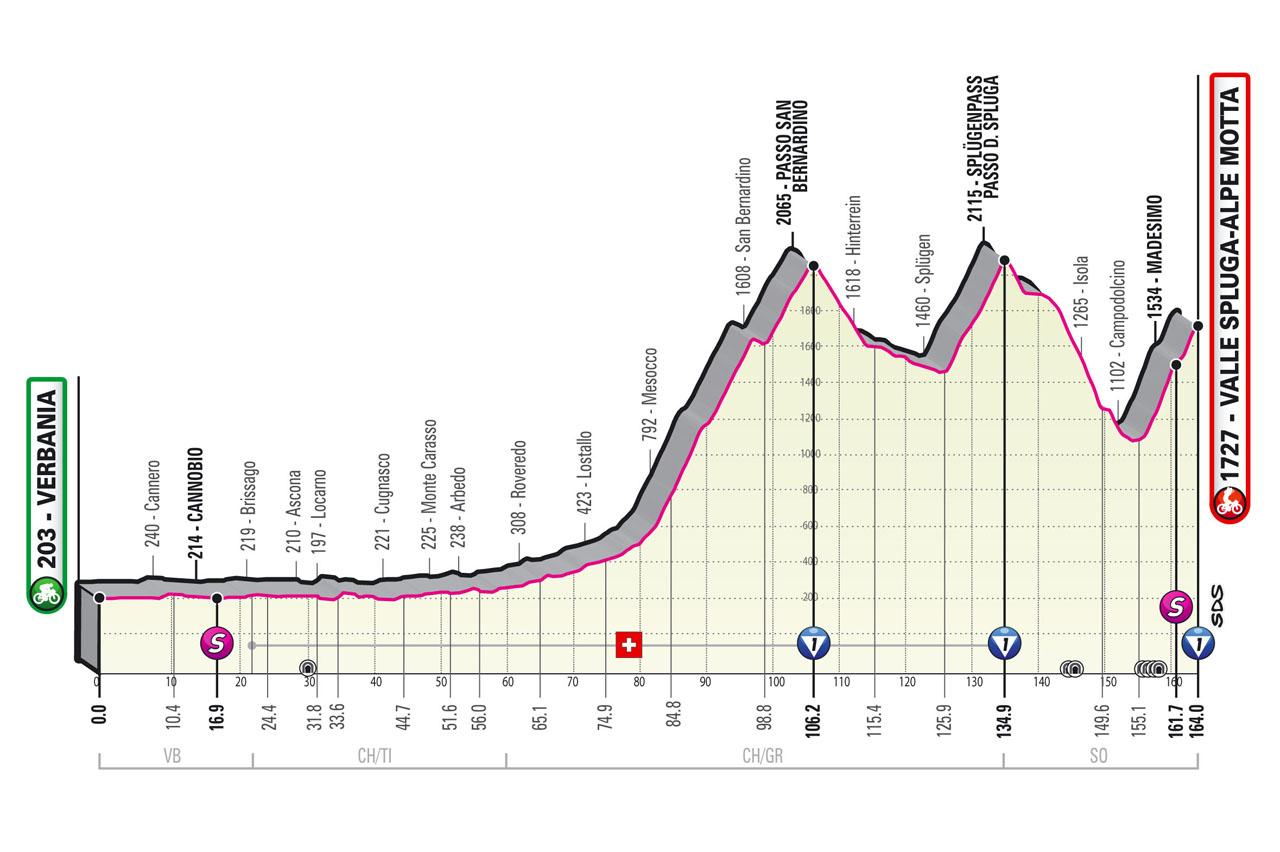 203 - VERBANIA
240 - Cannero
214 - CANNOBIO
219 - Brissago
210 - Ascona
197 - Locarno
221 - Cugnasco
225 - Monte Carasso
238 - Arbedo
308 - Roveredo
423 - Lostallo
792 - Mesocco
1608 - San Bernardino
2065 - PASSO SAN
BERNARDINO
1618 - Hinterrein
1460 - Splügen
2115 - SPLÜGENPASS
PASSO D. SPLUGA
1265 - Isola
1102 - Campodolcino
1534 - MADESIMO
1727 - VALLE SPLUGA-ALPE MOTTA
1800
1600
1400
1200
1000
800
600
400
200
S
S
1
1
1
SDS
0 10 20 30 40 50 60 70 80 90 100 110 120 130 140 150 160
0.0 10.4 16.9 24.4 31.8 33.6 44.7 51.6 56.0 65.1 74.9 84.8 98.8 106.2 115.4 125.9 134.9 149.6 155.1 161.7 164.0
VB CH/TI CH/GR SO